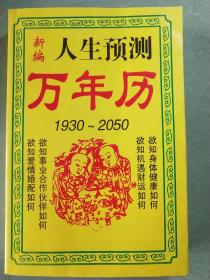 新编
人生预测
万年历
1930～2050
欲知身体健康如何
欲知机遇财运如何
欲知事业合作伙伴如何
欲知爱情婚配如何